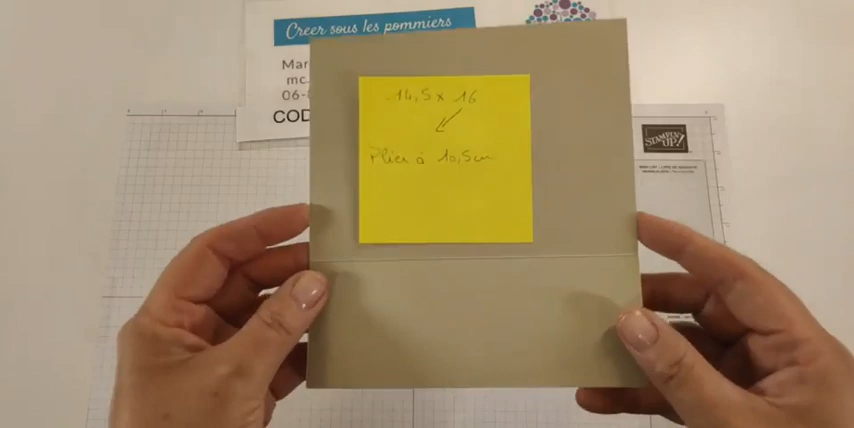 Creer sous les pommiers
Mar
mc.
06-
COD
STAMPIN'
UP!
14,5 x 16
Plier à 10,5cm